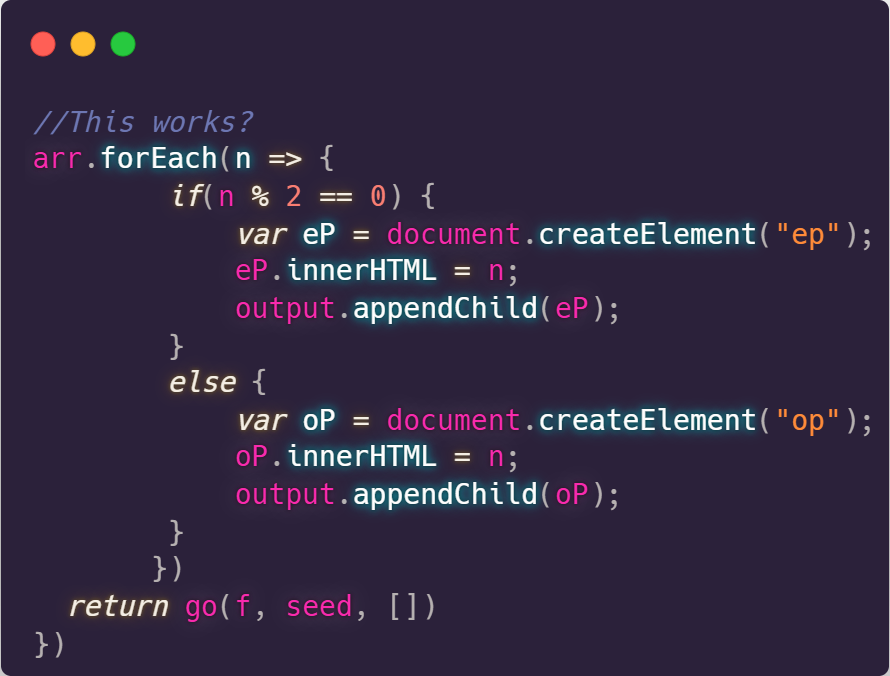 //This works?
arr.forEach(n => {
        if(n % 2 == 0) {
            var eP = document.createElement("ep");
            eP.innerHTML = n;
            output.appendChild(eP);
        }
        else {
            var oP = document.createElement("op");
            oP.innerHTML = n;
            output.appendChild(oP);
        }
       })
  return go(f, seed, [])
})